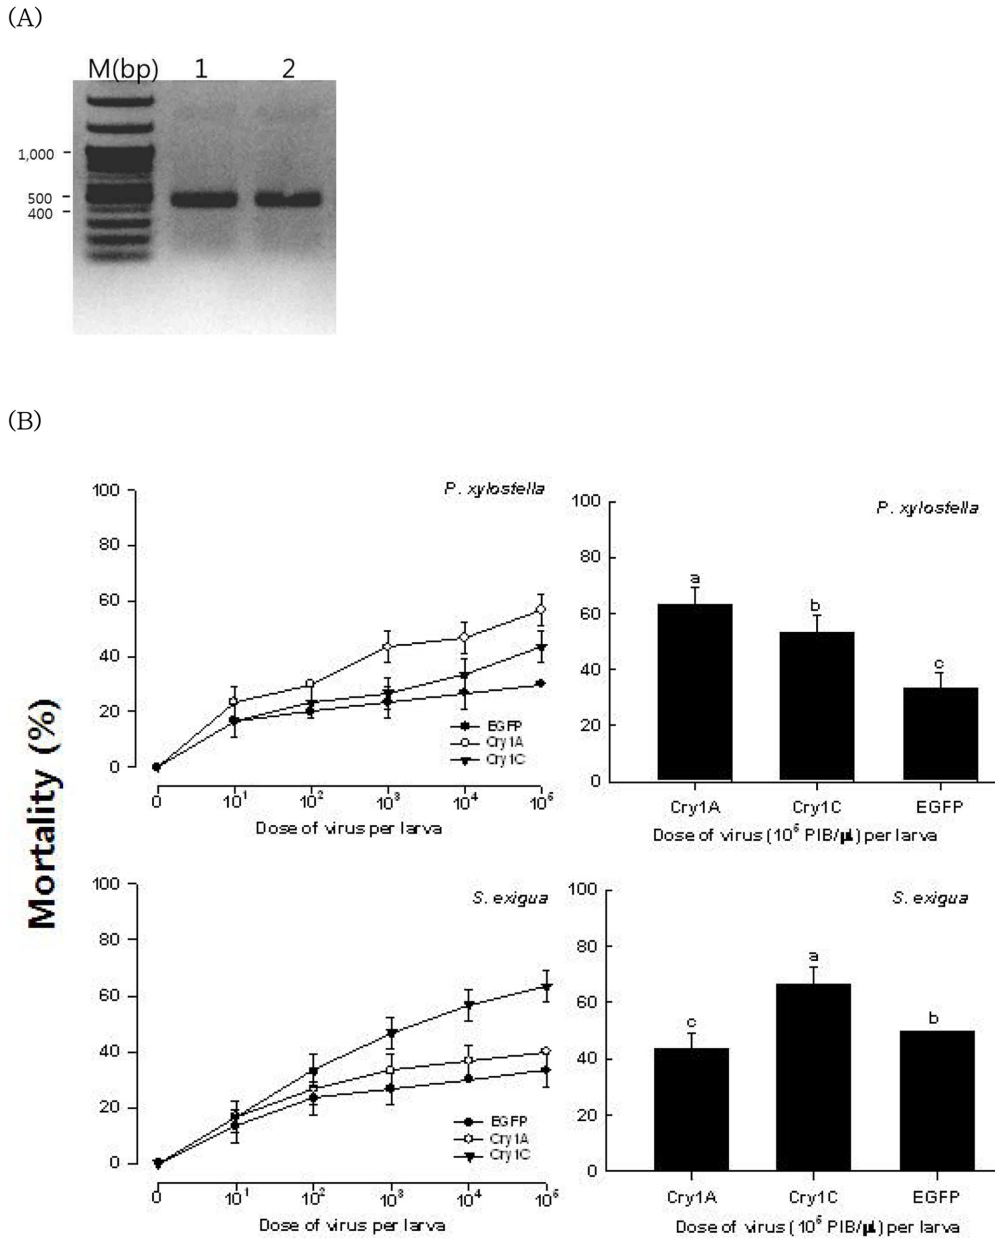 (A)
M(bp) 1 2
1,000
500
400
(B)
Mortality (%)
P. xylostella
100
80
60
40
20
0
EGFP
Cry1A
Cry1C
0 10¹ 10² 10³ 10⁴ 10⁵
Dose of virus per larva
P. xylostella
100
80
60
40
20
0
a
b
c
Cry1A Cry1C EGFP
Dose of virus (10⁵ PIB/μl) per larva
S. exigua
100
80
60
40
20
0
EGFP
Cry1A
Cry1C
0 10¹ 10² 10³ 10⁴ 10⁵
Dose of virus per larva
S. exigua
100
80
60
40
20
0
c
a
b
Cry1A Cry1C EGFP
Dose of virus (10⁵ PIB/μl) per larva